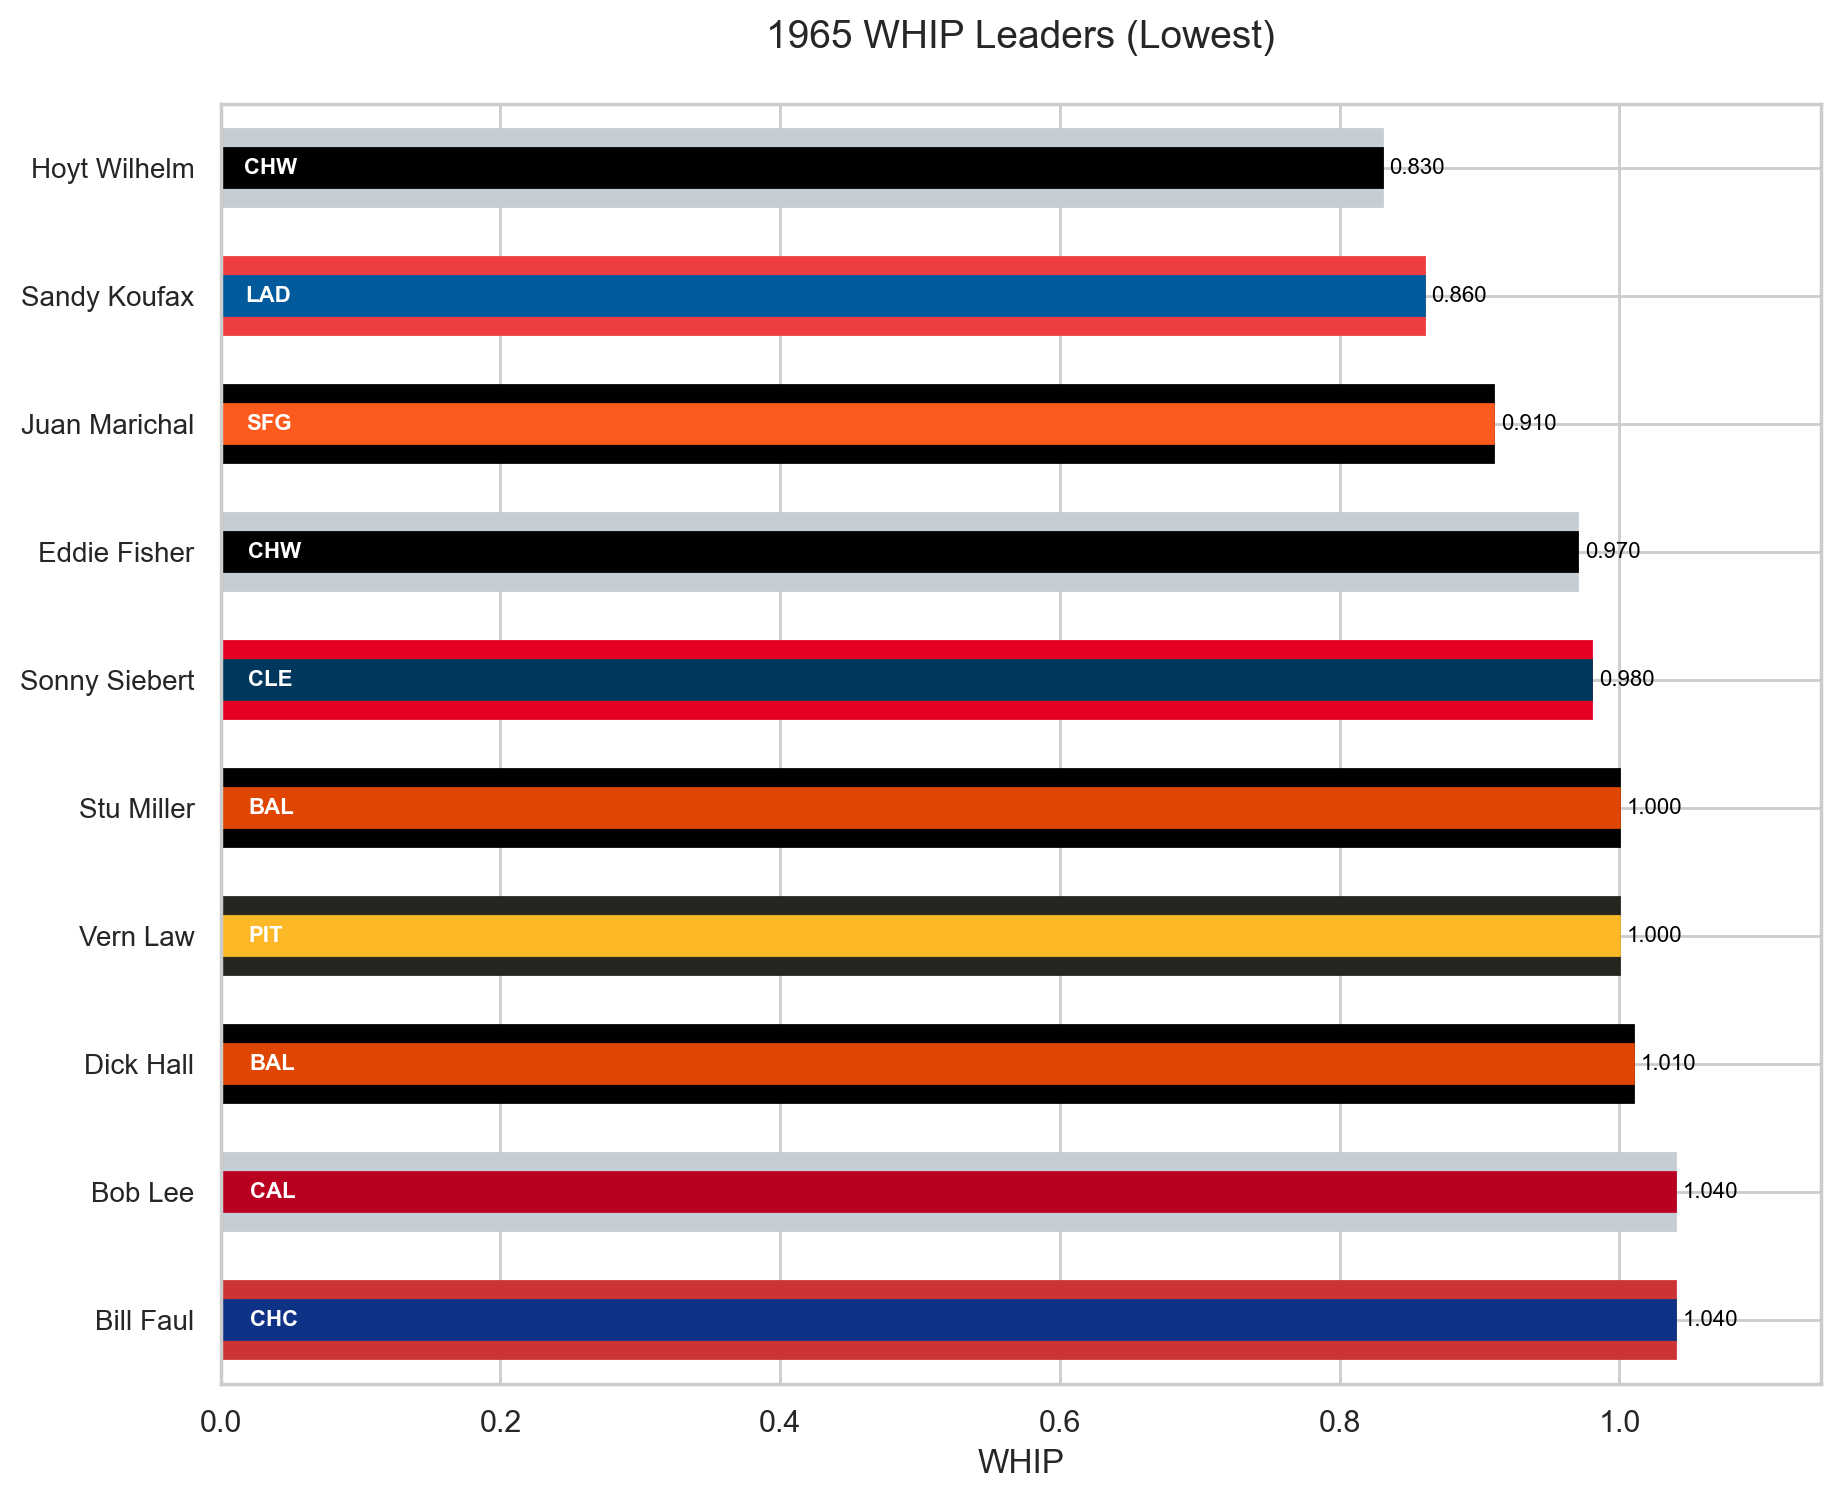 1965 WHIP Leaders (Lowest)
Hoyt Wilhelm CHW 0.830
Sandy Koufax LAD 0.860
Juan Marichal SFG 0.910
Eddie Fisher CHW 0.970
Sonny Siebert CLE 0.980
Stu Miller BAL 1.000
Vern Law PIT 1.000
Dick Hall BAL 1.010
Bob Lee CAL 1.040
Bill Faul CHC 1.040
0.0 0.2 0.4 0.6 0.8 1.0
WHIP